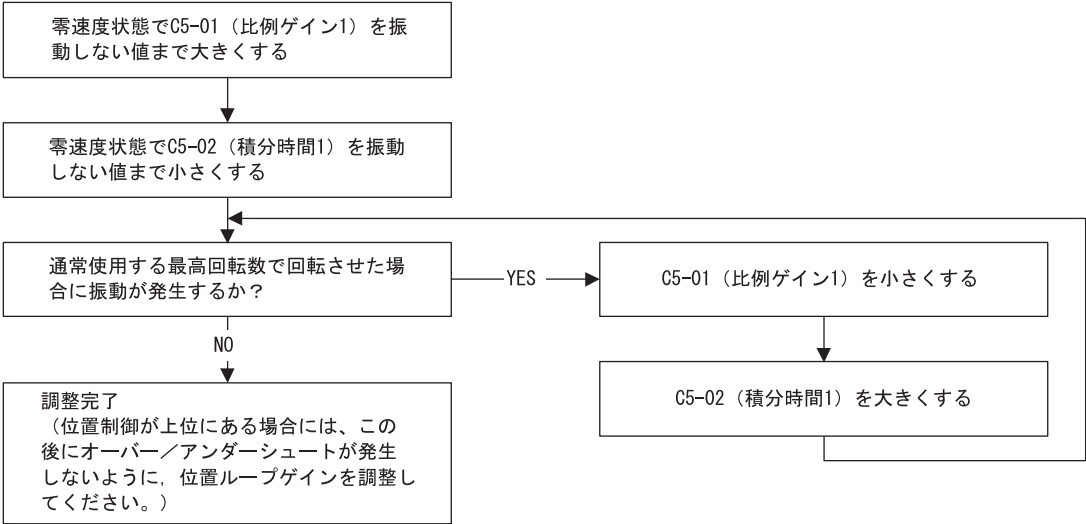 零速度状態でC5-01（比例ゲイン1）を振
動しない値まで大きくする
零速度状態でC5-02（積分時間1）を振動
しない値まで小さくする
通常使用する最高回転数で回転させた場
合に振動が発生するか？
YES
C5-01（比例ゲイン1）を小さくする
NO
C5-02（積分時間1）を大きくする
調整完了
（位置制御が上位にある場合には、この
後にオーバー／アンダーシュートが発生
しないように，位置ループゲインを調整し
てください。）